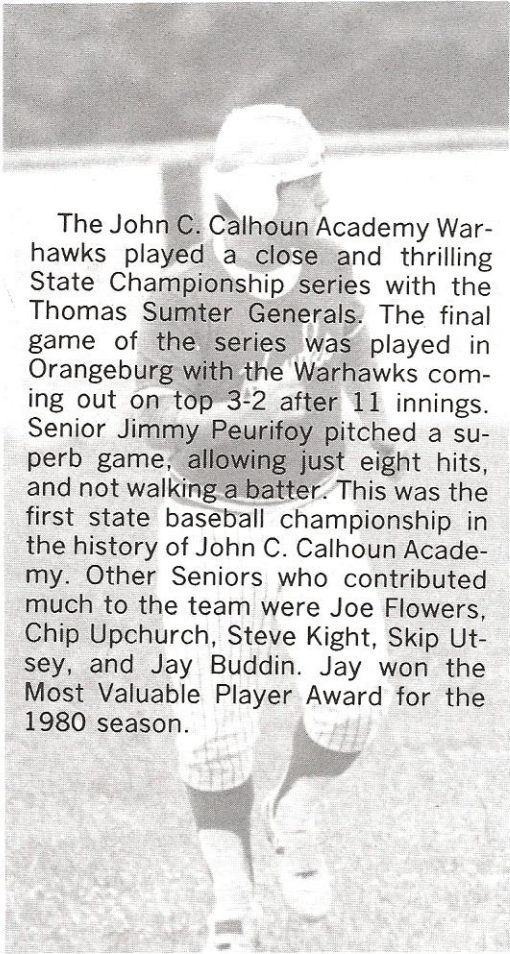 The John C. Calhoun Academy War-
hawks played a close and thrilling
State Championship series with the
Thomas Sumter Generals. The final
game of the series was played in
Orangeburg with the Warhawks com-
ing out on top 3-2 after 11 innings.
Senior Jimmy Peurifoy pitched a su-
perb game, allowing just eight hits,
and not walking a batter. This was the
first state baseball championship in
the history of John C. Calhoun Acade-
my. Other Seniors who contributed
much to the team were Joe Flowers,
Chip Upchurch, Steve Kight, Skip Ut-
sey, and Jay Buddin. Jay won the
Most Valuable Player Award for the
1980 season.